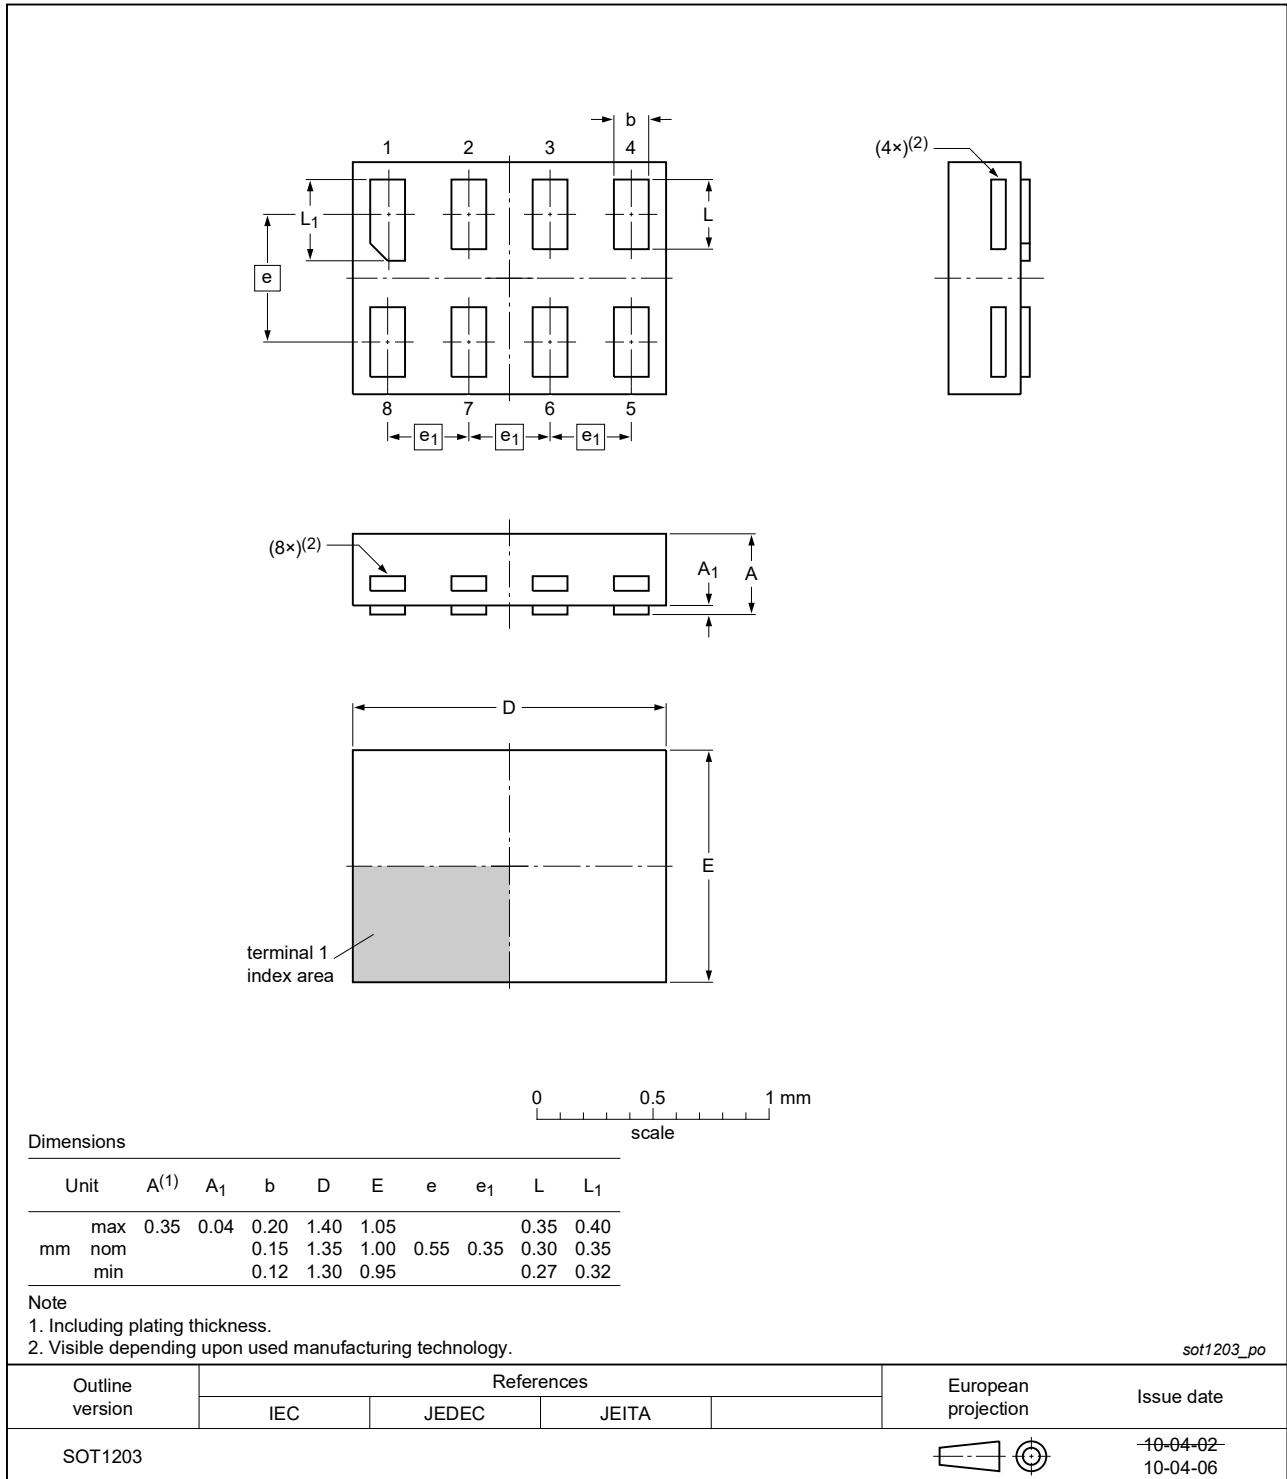 b
1 2 3 4
(4×)(2)
L1
L
e
8 7 6 5
e1 e1 e1
(8×)(2)
A1
A
D
E
terminal 1
index area
0 0.5 1 mm
scale
Dimensions
Unit A(1) A1 b D E e e1 L L1
max 0.35 0.04 0.20 1.40 1.05 0.35 0.40
mm nom 0.15 1.35 1.00 0.55 0.35 0.30 0.35
min 0.12 1.30 0.95 0.27 0.32
Note
1. Including plating thickness.
2. Visible depending upon used manufacturing technology.
sot1203_po
Outline
version
References
IEC JEDEC JEITA
European
projection
Issue date
SOT1203
10-04-02
10-04-06